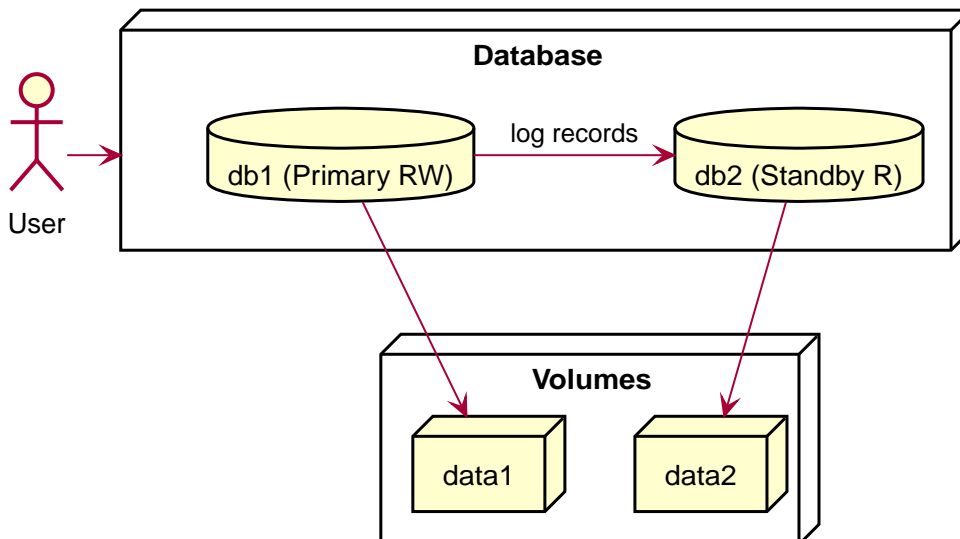 Database
log records
db1 (Primary RW)
db2 (Standby R)
User
Volumes
data1
data2